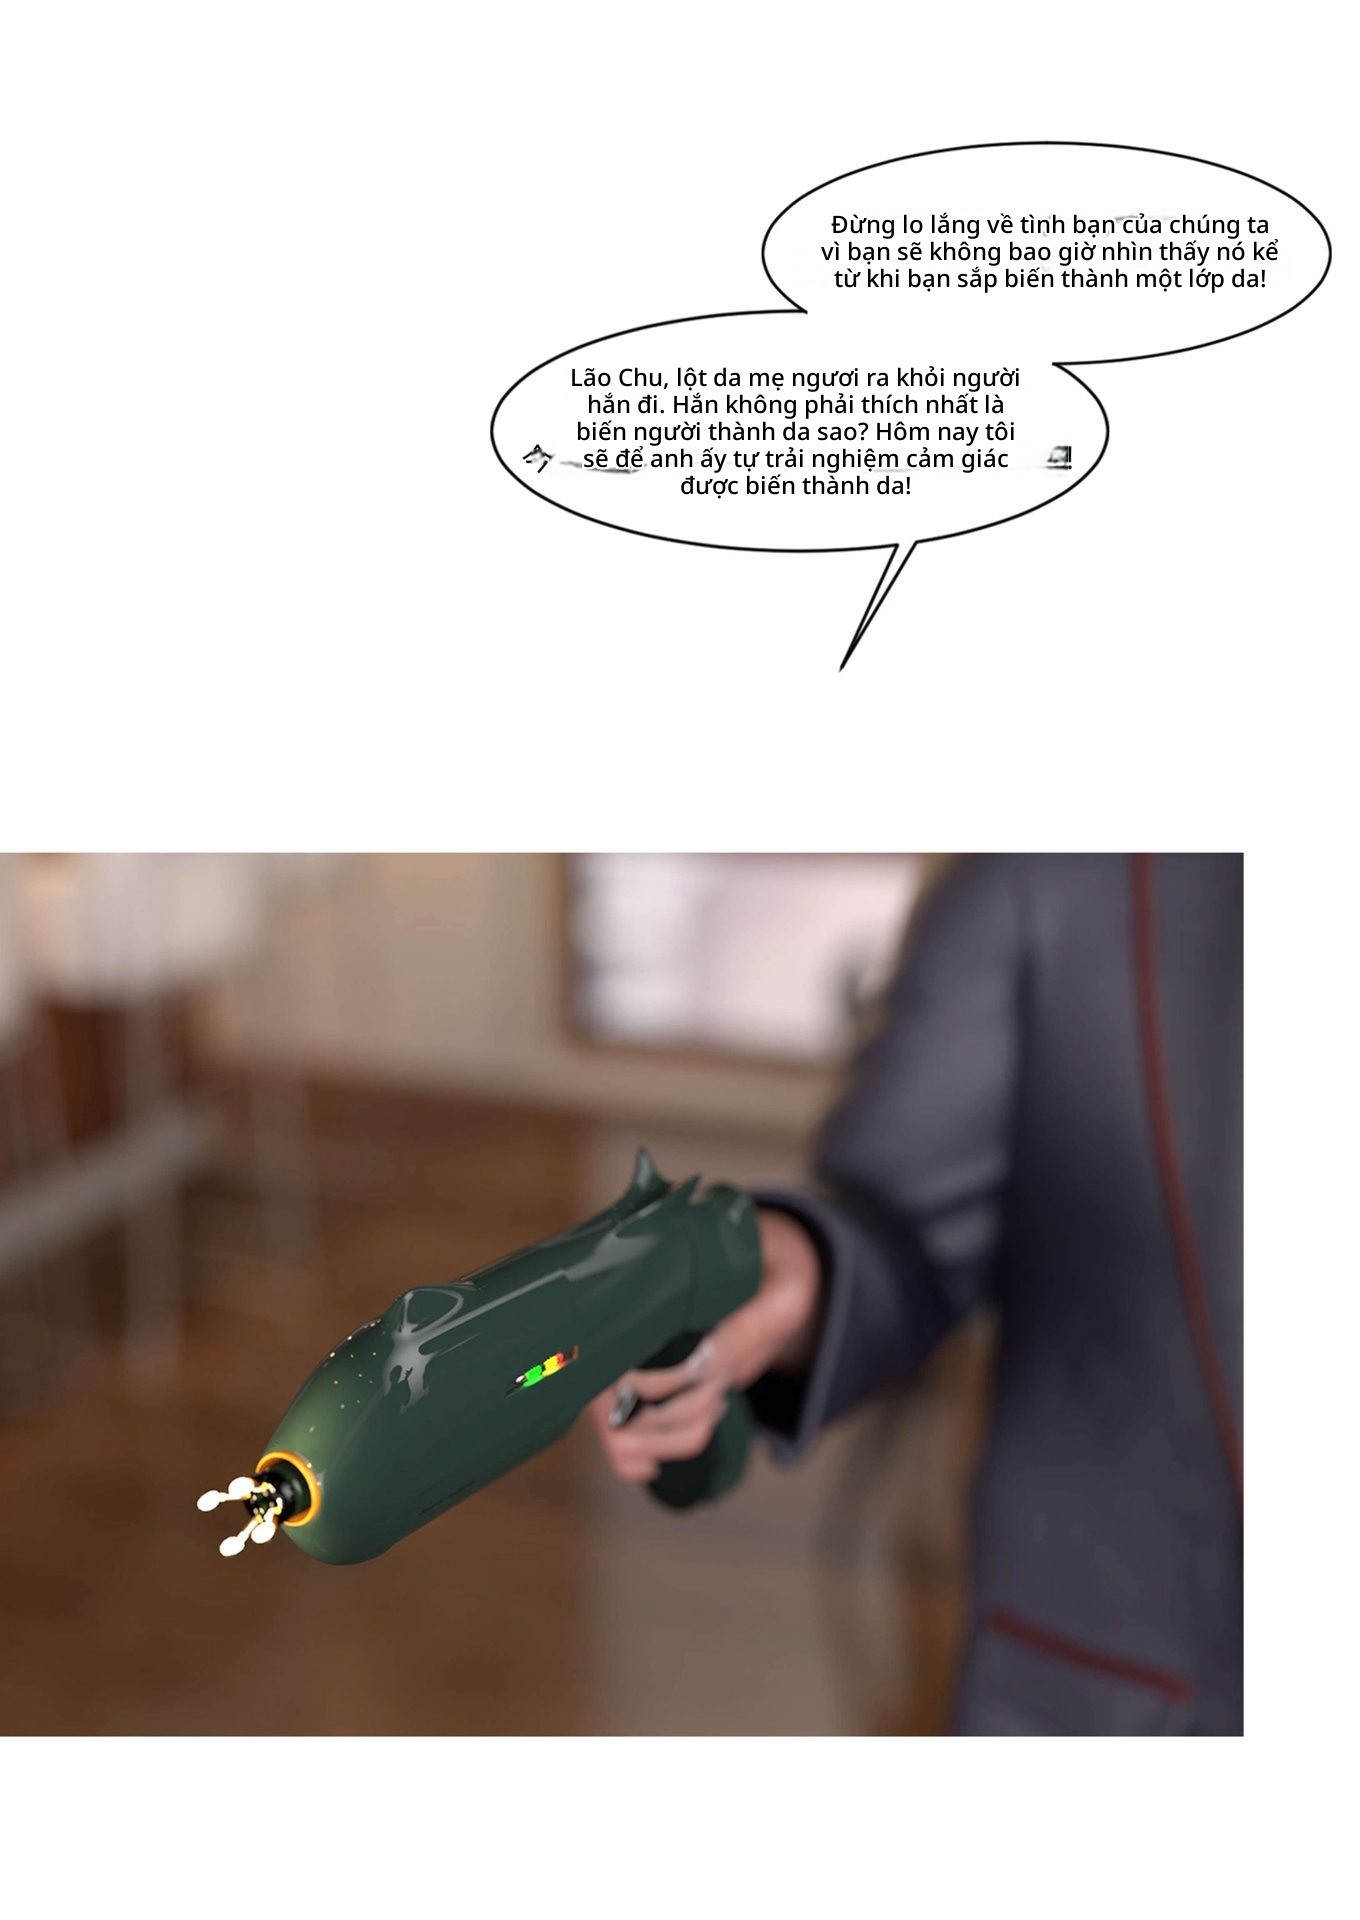 Đừng lo lắng về tình bạn của chúng ta
vì bạn sẽ không bao giờ nhìn thấy nó kể
từ khi bạn sắp biến thành một lớp da!
Lão Chu, lột da mẹ ngươi ra khỏi người
hắn đi. Hắn không phải thích nhất là
biến người thành da sao? Hôm nay tôi
sẽ để anh ấy tự trải nghiệm cảm giác
được biến thành da!